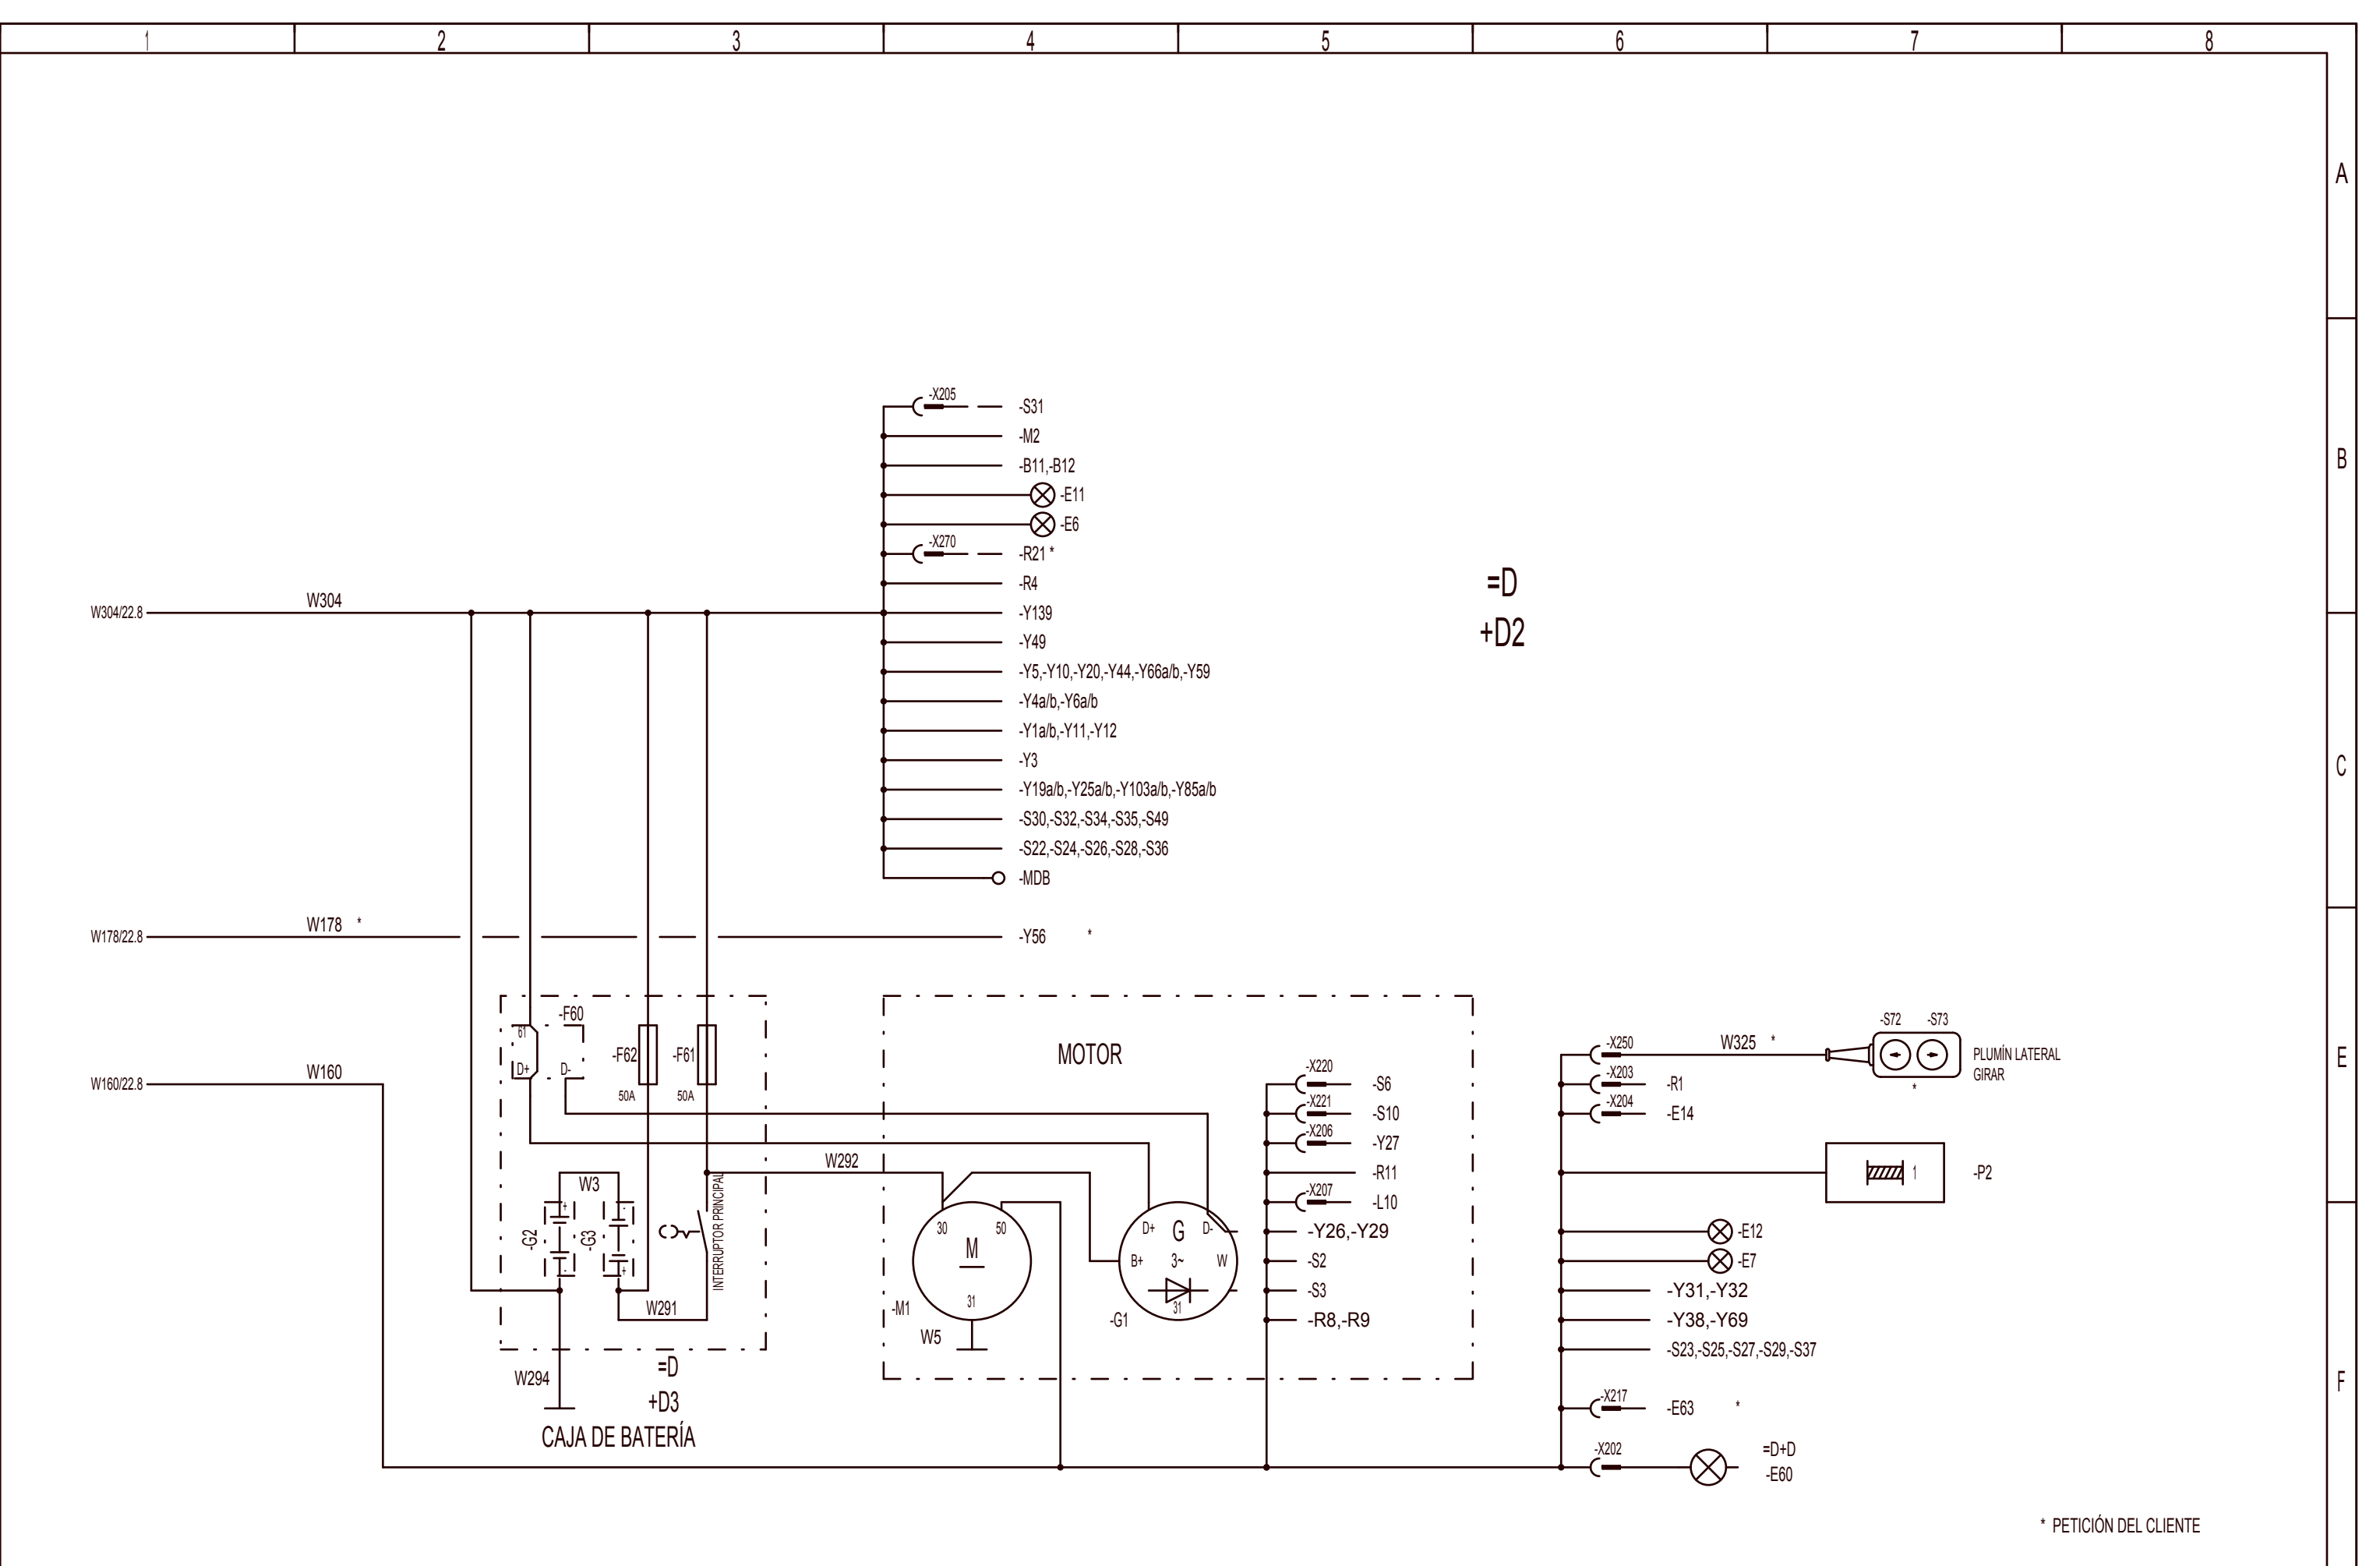 1 2 3 4 5 6 7 8
A
-X205
-S31
-M2
-B11,-B12
B
-E11
-E6
-X270
-R21 *
-R4
=D
W304
W304/22.8
-Y139
+D2
-Y49
-Y5,-Y10,-Y20,-Y44,-Y66a/b,-Y59
-Y4a/b,-Y6a/b
-Y1a/b,-Y11,-Y12
-Y3
C
-Y19a/b,-Y25a/b,-Y103a/b,-Y85a/b
-S30,-S32,-S34,-S35,-S49
-S22,-S24,-S26,-S28,-S36
-MDB
W178 *
W178/22.8
-Y56 *
-F60
61
D+ D-
-F62
50A
-F61
50A
W160
W160/22.8
MOTOR
-X220
-S6
-X221
-S10
-X206
-Y27
-R11
-X207
-L10
-Y26,-Y29
-S2
-S3
-R8,-R9
-X250
W325 *
-S72 -S73
PLUMÍN LATERAL
GIRAR
*
E
-X203
-R1
-X204
-E14
1
-P2
W292
W3
+ -
-G2
-G3
- +
INTERRUPTOR PRINCIPAL
W291
30 50
M
31
-M1
W5
D+ G D-
B+ 3~ W
31
-G1
-E12
-E7
-Y31,-Y32
-Y38,-Y69
-S23,-S25,-S27,-S29,-S37
W294
=D
+D3
CAJA DE BATERÍA
F
-X217
-E63 *
-X202
=D+D
-E60
* PETICIÓN DEL CLIENTE